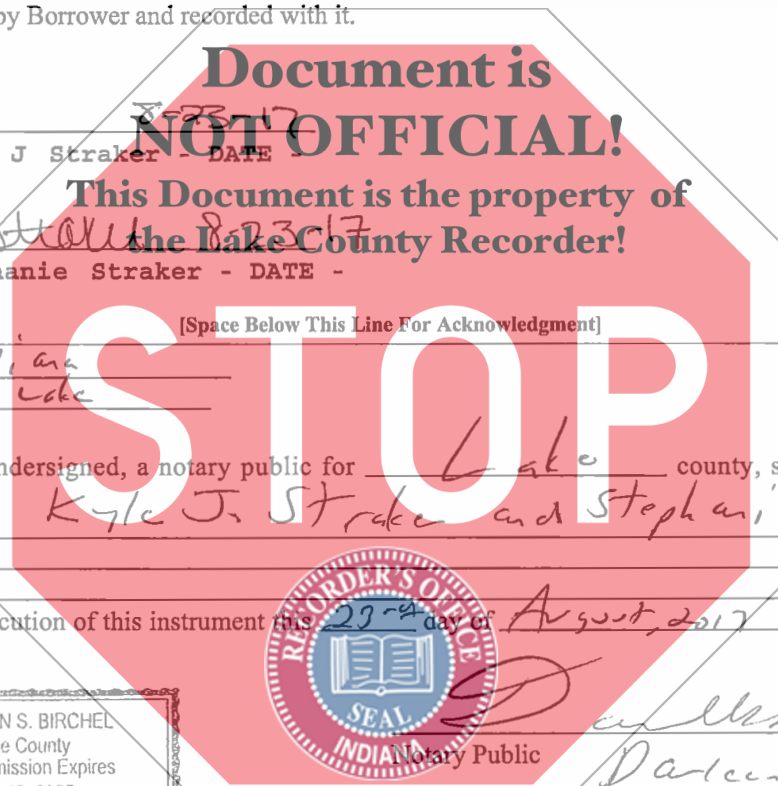 by Borrower and recorded with it.
Document is
8-23-17
NOT OFFICIAL!
J Straker - DATE -
This Document is the property of
8-23-17
the Lake County Recorder!
anie Straker - DATE -
[Space Below This Line For Acknowledgment]
STOP
iana
Lake
ndersigned, a notary public for Lake county, s
Kyle J. Straker and Stephani
RECORDER'S OFFICE
cution of this instrument this 23rd day of August, 2017
SEAL
INDIANA
N S. BIRCHEL
e County
mission Expires
Notary Public
Darleen